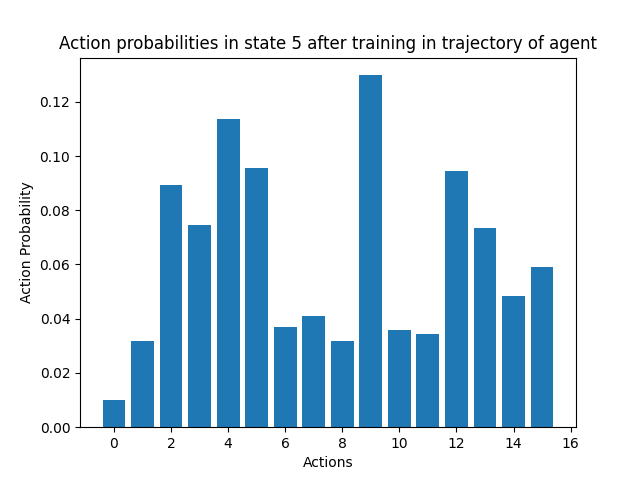 Action probabilities in state 5 after training in trajectory of agent
0.12
0.10
0.08
0.06
0.04
0.02
0.00
Action Probability
0 2 4 6 8 10 12 14 16
Actions